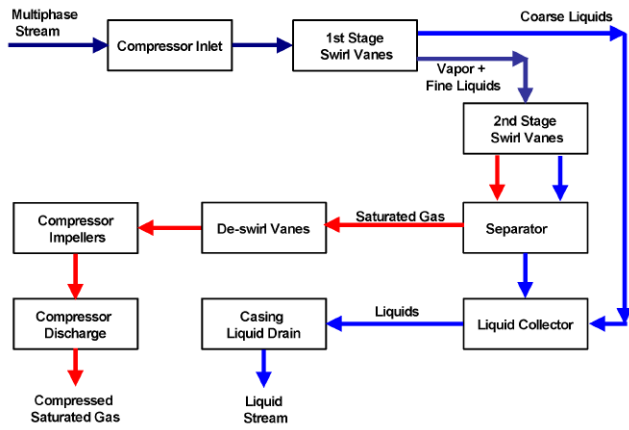 Multiphase
Stream
Compressor Inlet
1st Stage
Swirl Vanes
Coarse Liquids
Vapor +
Fine Liquids
2nd Stage
Swirl Vanes
Compressor
Impellers
De-swirl Vanes
Saturated Gas
Separator
Compressor
Discharge
Casing
Liquid Drain
Liquids
Liquid Collector
Compressed
Saturated Gas
Liquid
Stream